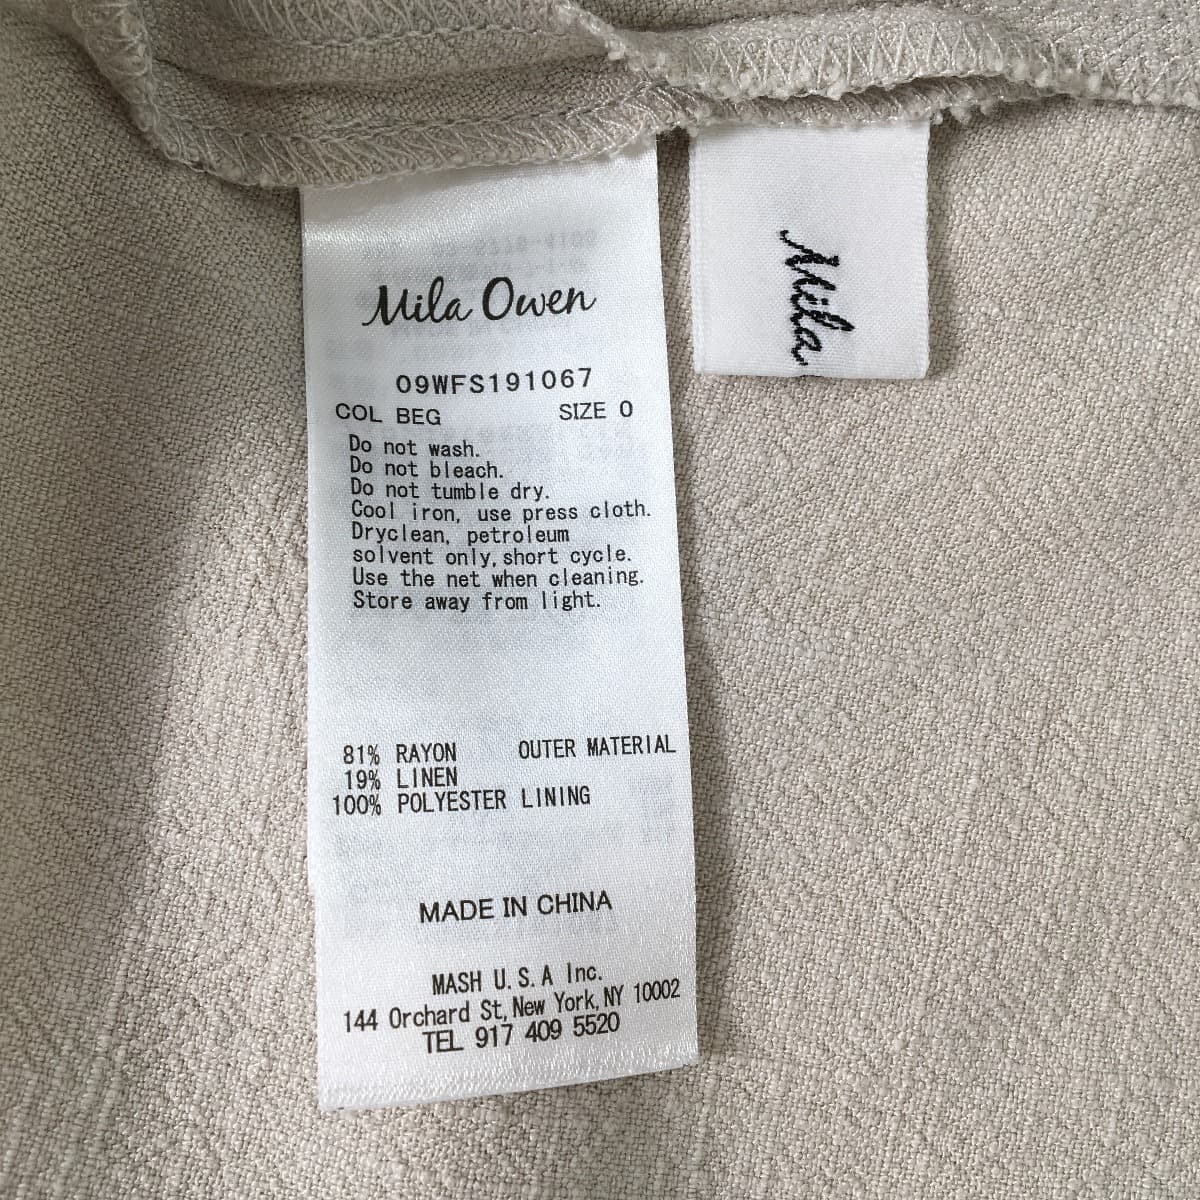 Mila Owen
09WFS191067
COL BEG SIZE 0
Do not wash.
Do not bleach.
Do not tumble dry.
Cool iron, use press cloth.
Dryclean, petroleum
solvent only, short cycle.
Use the net when cleaning.
Store away from light.
81% RAYON OUTER MATERIAL
19% LINEN
100% POLYESTER LINING
MADE IN CHINA
MASH U.S.A Inc.
144 Orchard St, New York, NY 10002
TEL 917 409 5520
Mila